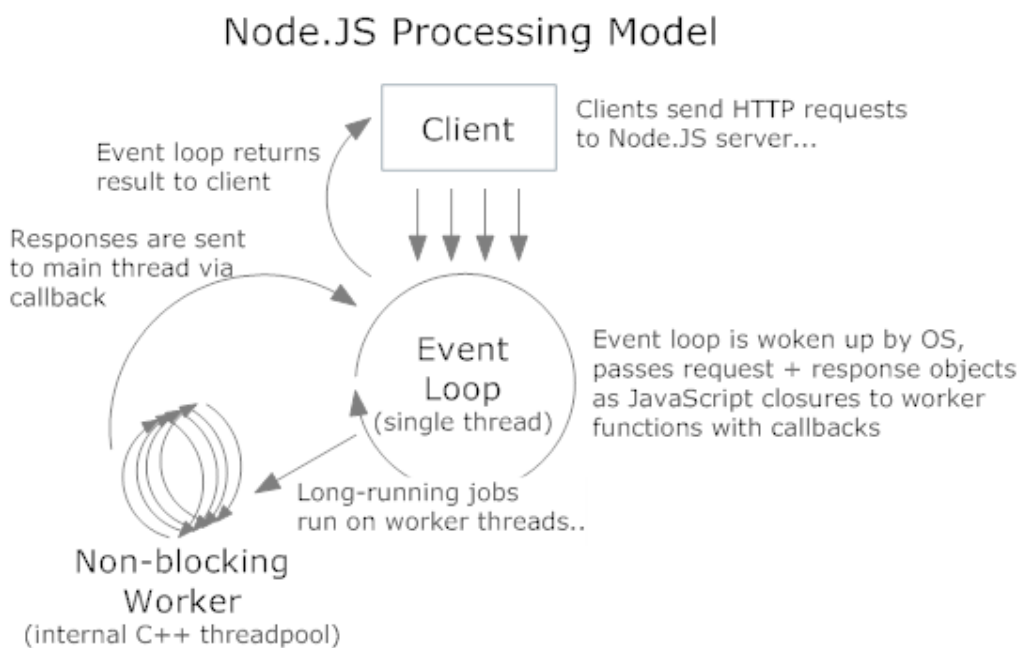 Node.JS Processing Model
Client
Clients send HTTP requests
to Node.JS server...
Event loop returns
result to client
Responses are sent
to main thread via
callback
Event
Loop
(single thread)
Event loop is woken up by OS,
passes request + response objects
as JavaScript closures to worker
functions with callbacks
Long-running jobs
run on worker threads..
Non-blocking
Worker
(internal C++ threadpool)